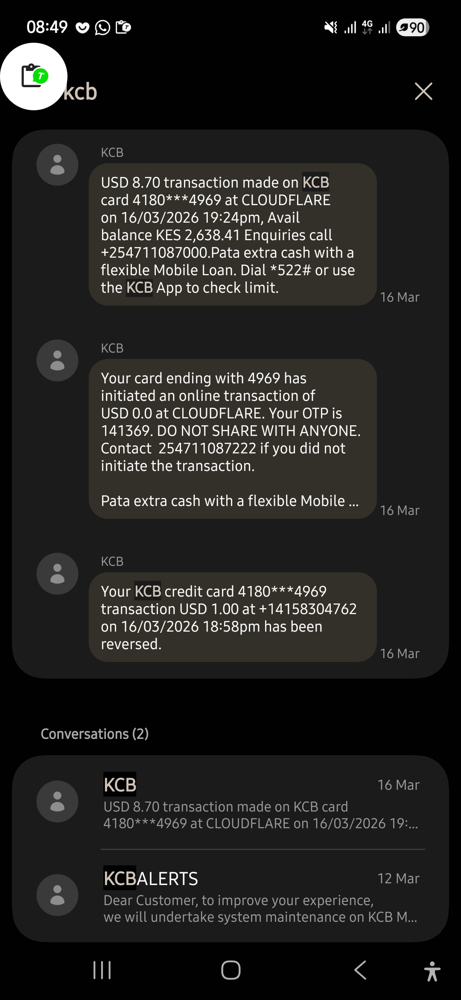 08:49
4G
90
T
kcb
KCB
USD 8.70 transaction made on KCB
card 4180***4969 at CLOUDFLARE
on 16/03/2026 19:24pm, Avail
balance KES 2,638.41 Enquiries call
+254711087000.Pata extra cash with a
flexible Mobile Loan. Dial *522# or use
the KCB App to check limit.
16 Mar
KCB
Your card ending with 4969 has
initiated an online transaction of
USD 0.0 at CLOUDFLARE. Your OTP is
141369. DO NOT SHARE WITH ANYONE.
Contact  254711087222 if you did not
initiate the transaction.
Pata extra cash with a flexible Mobile ...
16 Mar
KCB
Your KCB credit card 4180***4969
transaction USD 1.00 at +14158304762
on 16/03/2026 18:58pm has been
reversed.
16 Mar
Conversations (2)
KCB
16 Mar
USD 8.70 transaction made on KCB card
4180***4969 at CLOUDFLARE on 16/03/2026 19:...
KCBALERTS
12 Mar
Dear Customer, to improve your experience,
we will undertake system maintenance on KCB M...